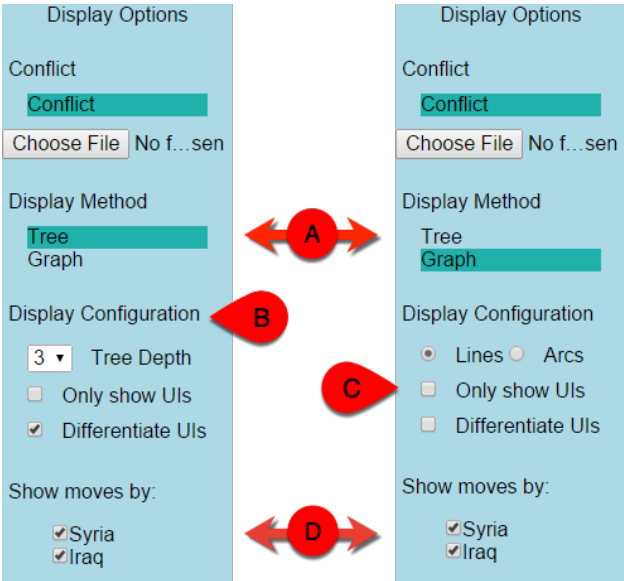 Display Options
Conflict
Conflict
Choose File No f...sen
Display Method
Tree
Graph
Display Configuration
3 Tree Depth
Only show UIs
Differentiate UIs
Show moves by:
Syria
Iraq
A
B
C
D
Display Options
Conflict
Conflict
Choose File No f...sen
Display Method
Tree
Graph
Display Configuration
Lines Arcs
Only show UIs
Differentiate UIs
Show moves by:
Syria
Iraq